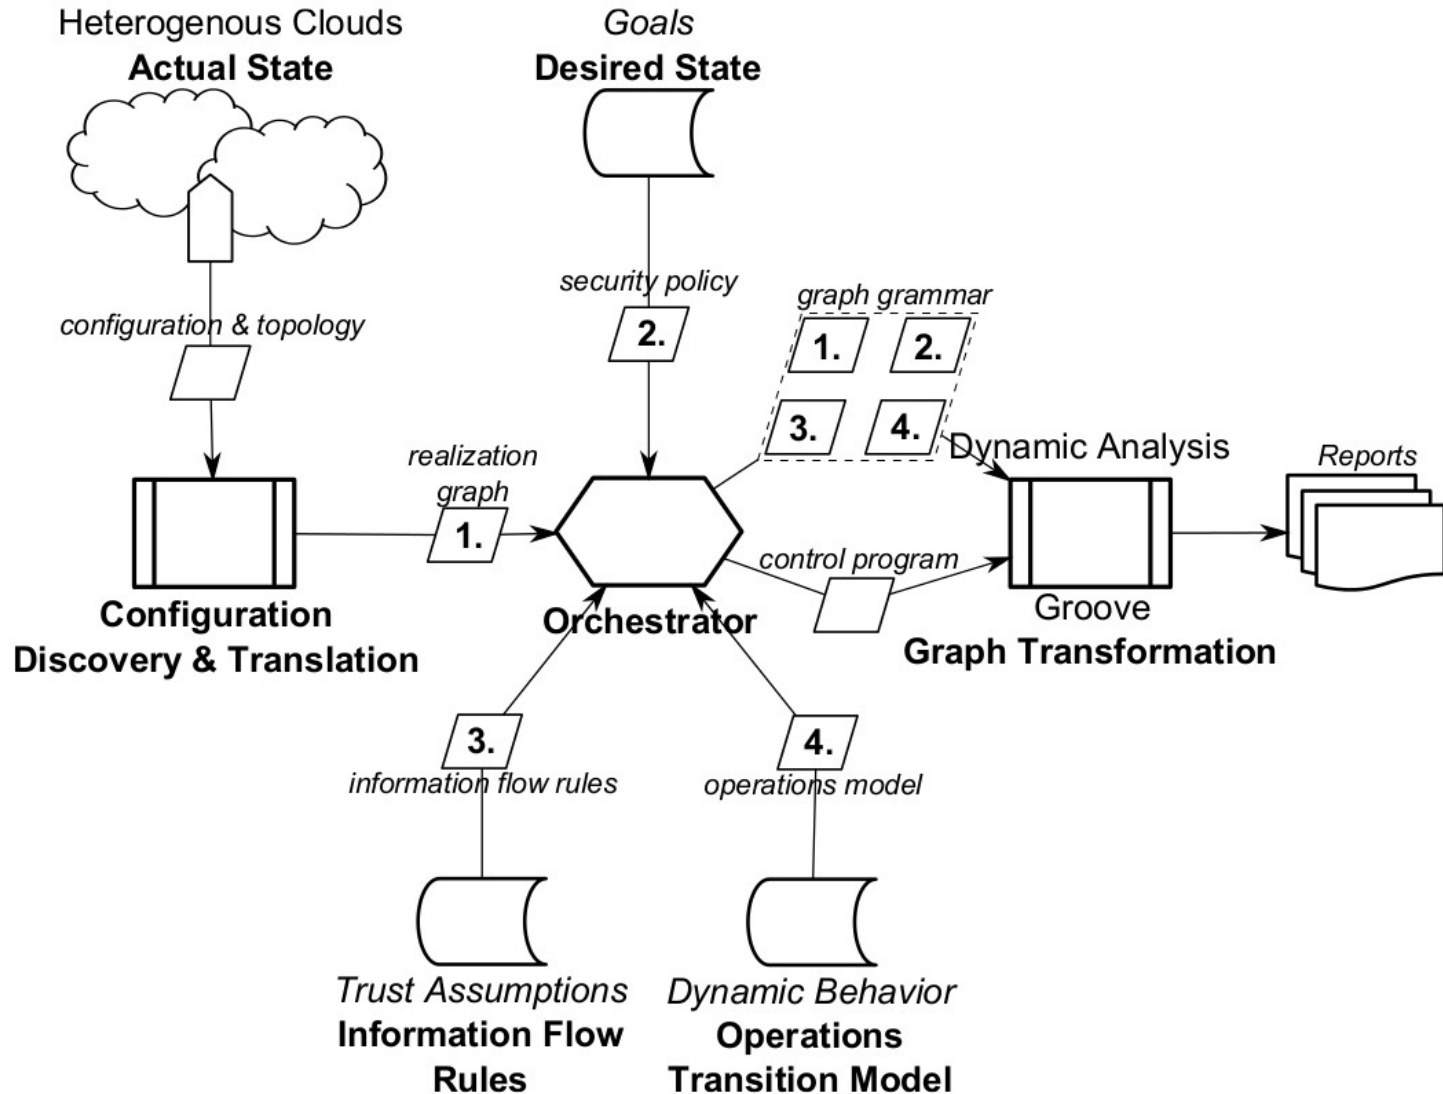 Heterogenous Clouds
Actual State
Goals
Desired State
configuration & topology
security policy
2.
graph grammar
1.
2.
3.
4.
realization
graph
1.
Dynamic Analysis
Reports
control program
Configuration
Discovery & Translation
Orchestrator
Groove
Graph Transformation
3.
information flow rules
4.
operations model
Trust Assumptions
Information Flow
Rules
Dynamic Behavior
Operations
Transition Model